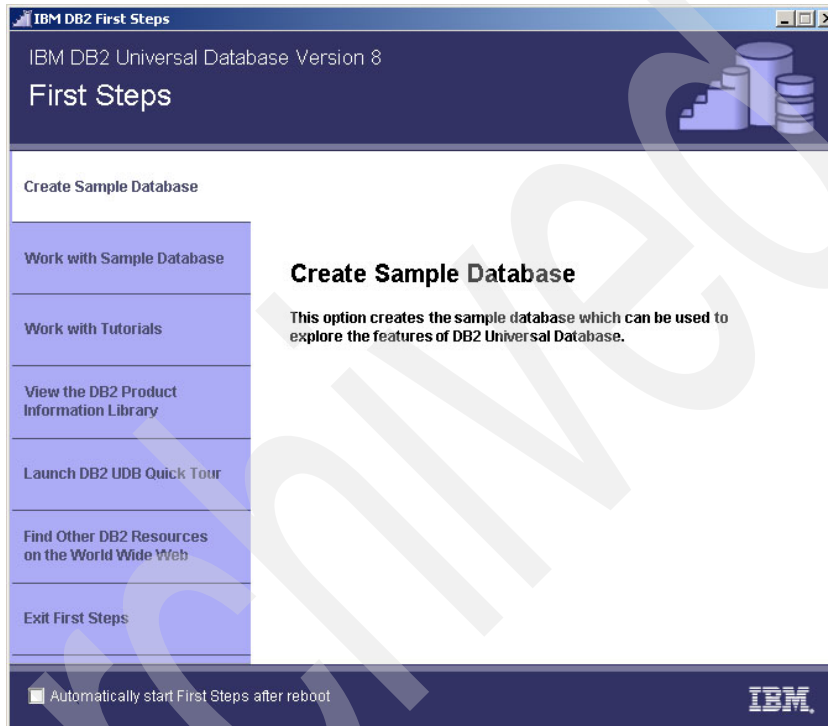 IBM DB2 First Steps
IBM DB2 Universal Database Version 8
First Steps
Create Sample Database
Work with Sample Database
Work with Tutorials
View the DB2 Product
Information Library
Launch DB2 UDB Quick Tour
Find Other DB2 Resources
on the World Wide Web
Exit First Steps
Create Sample Database
This option creates the sample database which can be used to
explore the features of DB2 Universal Database.
Automatically start First Steps after reboot
IBM.